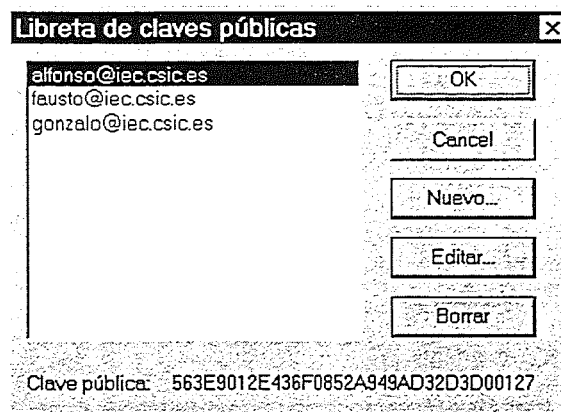 Libreta de claves públicas
alfonso@iec.csic.es
fausto@iec.csic.es
gonzalo@iec.csic.es
OK
Cancel
Nuevo...
Editar...
Borrar
Clave pública: 563E9012E436F0852A949AD32D3D00127